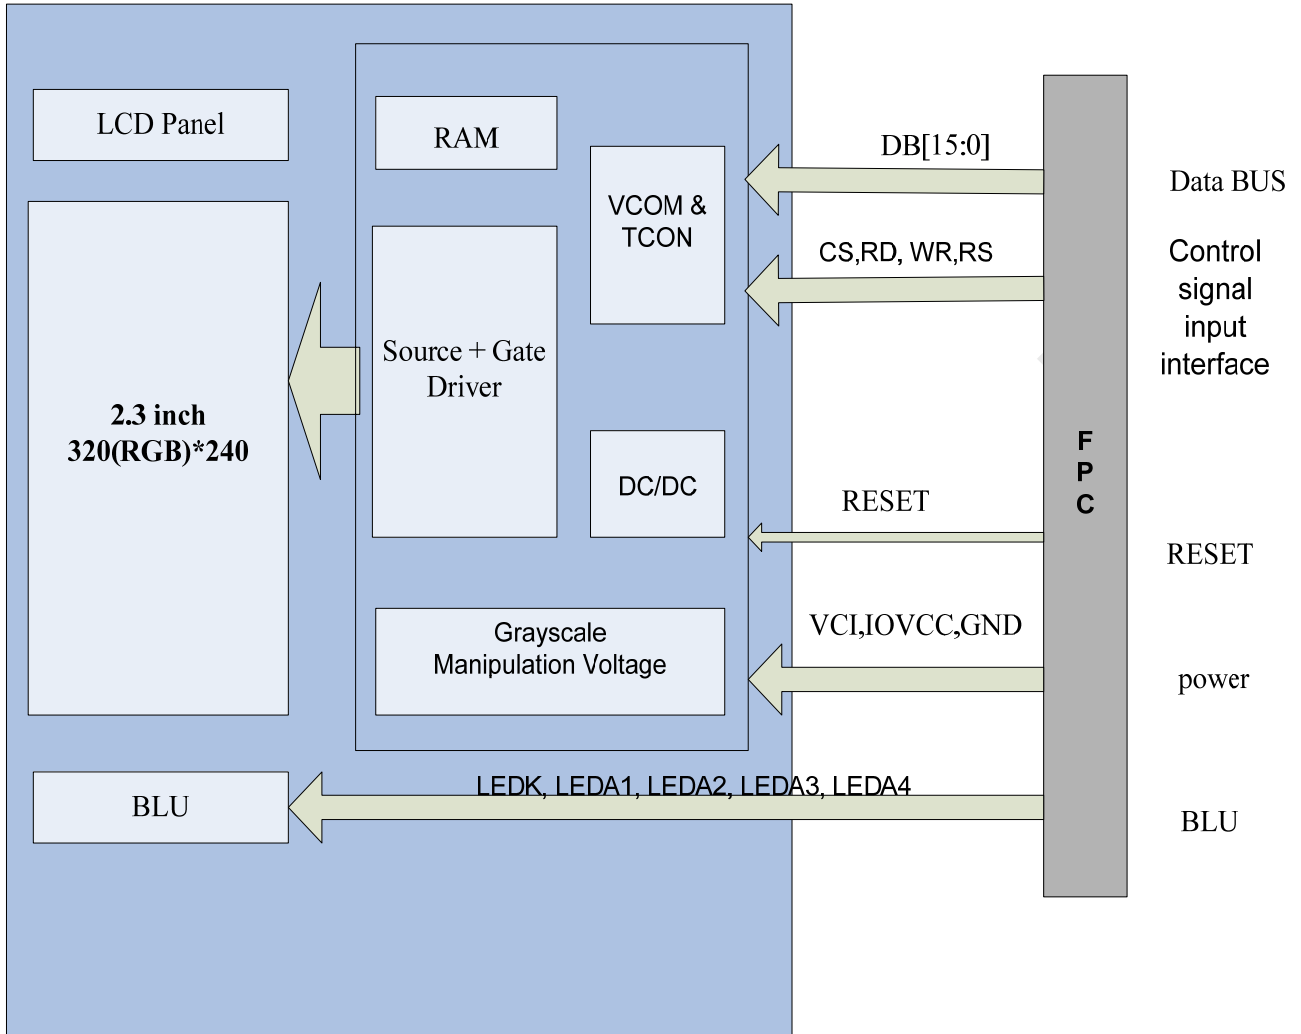 LCD Panel
RAM
VCOM &
TCON
DB[15:0]
Data BUS
CS,RD, WR,RS
Control
signal
input
interface
Source + Gate
Driver
2.3 inch
320(RGB)*240
DC/DC
F
P
C
RESET
RESET
Grayscale
Manipulation Voltage
VCI,IOVCC,GND
power
BLU
LEDK, LEDA1, LEDA2, LEDA3, LEDA4
BLU